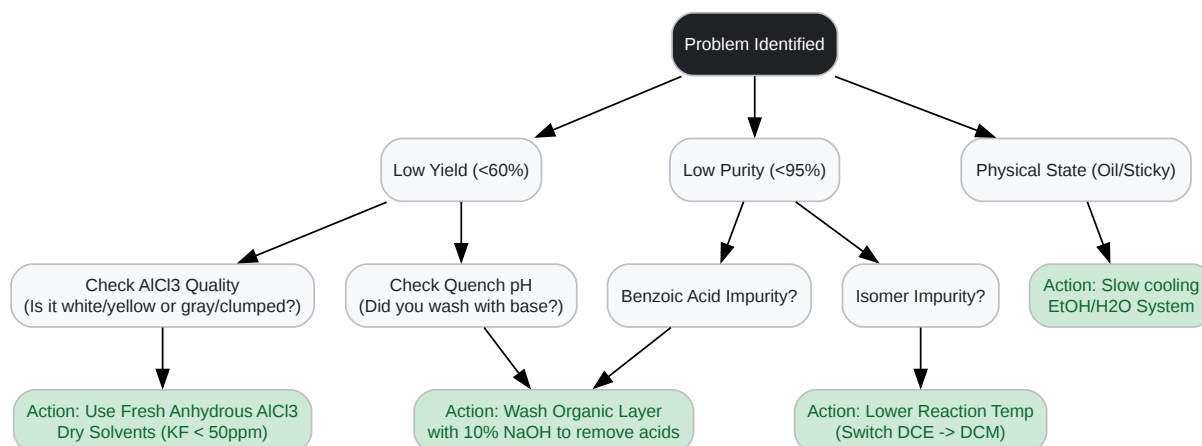 Problem Identified
Low Yield (<60%)
Low Purity (<95%)
Physical State (Oil/Sticky)
Check AlCl3 Quality
(Is it white/yellow or gray/clumped?)
Check Quench pH
(Did you wash with base?)
Benzoic Acid Impurity?
Isomer Impurity?
Action: Slow cooling
EtOH/H2O System
Action: Use Fresh Anhydrous AlCl3
Dry Solvents (KF < 50ppm)
Action: Wash Organic Layer
with 10% NaOH to remove acids
Action: Lower Reaction Temp
(Switch DCE -> DCM)